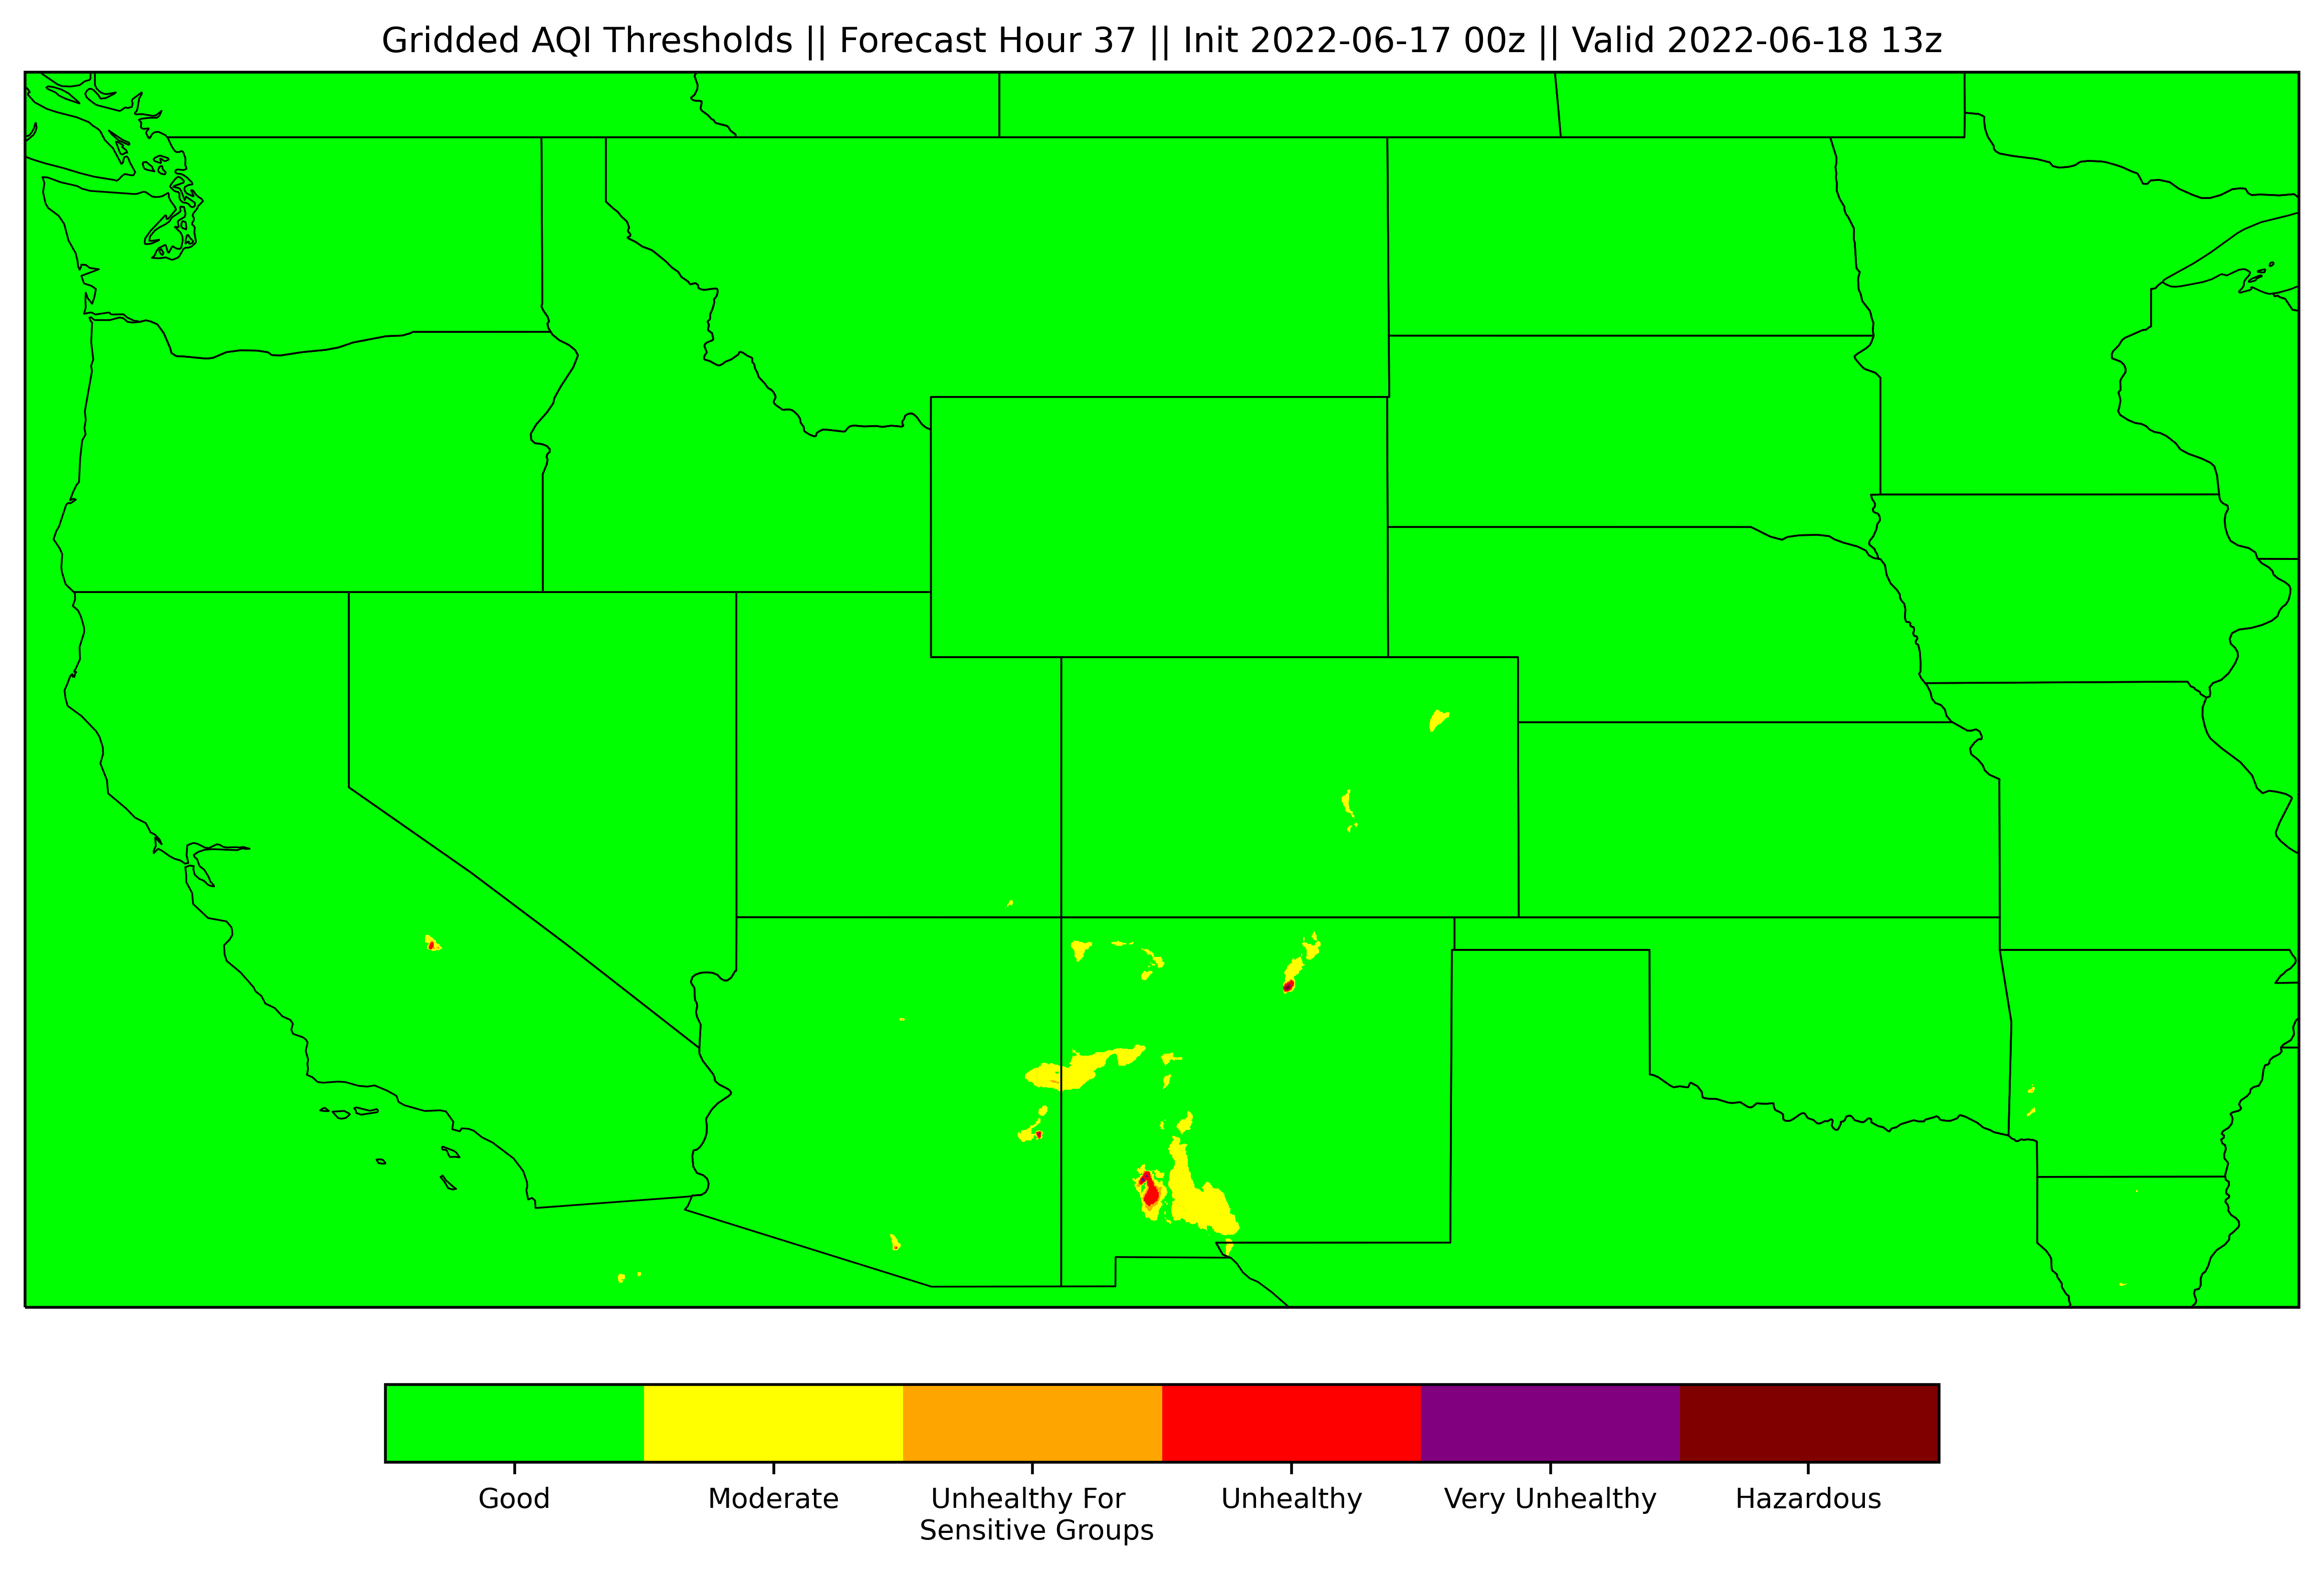 Gridded AQI Thresholds || Forecast Hour 37 || Init 2022-06-17 00z || Valid 2022-06-18 13z
Good
Moderate
Unhealthy For
Sensitive Groups
Unhealthy
Very Unhealthy
Hazardous